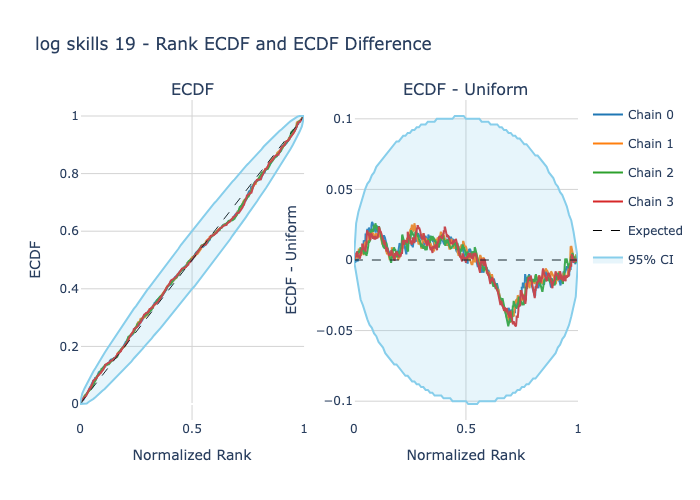 log skills 19 - Rank ECDF and ECDF Difference
ECDF
ECDF - Uniform
1
0.8
0.6
0.4
0.2
0
ECDF
0
0.5
1
Normalized Rank
0.1
0.05
0
−0.05
−0.1
ECDF - Uniform
0
0.5
1
Normalized Rank
Chain 0
Chain 1
Chain 2
Chain 3
Expected
95% CI